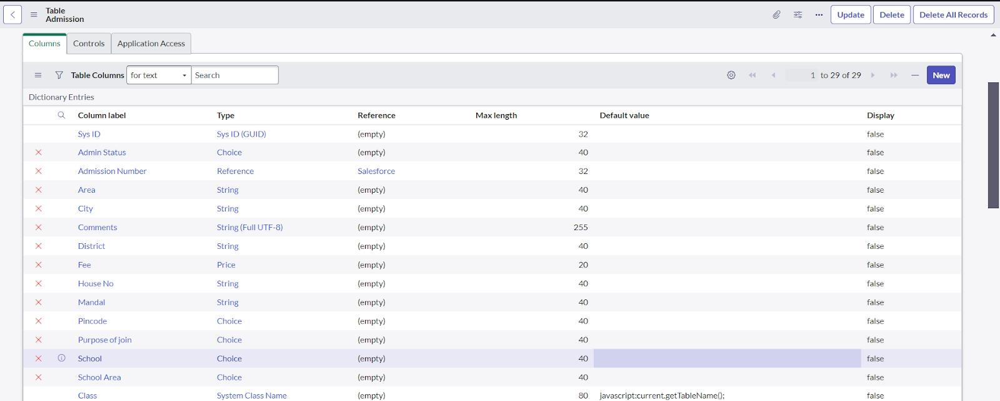 Table
Admission
Update Delete Delete All Records
Columns Controls Application Access
Table Columns for text Search 1 to 29 of 29 New
Dictionary Entries
Column label Type Reference Max length Default value Display
Sys ID Sys ID (GUID) (empty) 32 false
Admin Status Choice (empty) 40 false
Admission Number Reference Salesforce 32 false
Area String (empty) 40 false
City String (empty) 40 false
Comments String (Full UTF-8) (empty) 255 false
District String (empty) 40 false
Fee Price (empty) 20 false
House No String (empty) 40 false
Mandal String (empty) 40 false
Pincode Choice (empty) 40 false
Purpose of join Choice (empty) 40 false
School Choice (empty) 40 false
School Area Choice (empty) 40 false
Class System Class Name (empty) 80 javascript:current.getTableName(); false